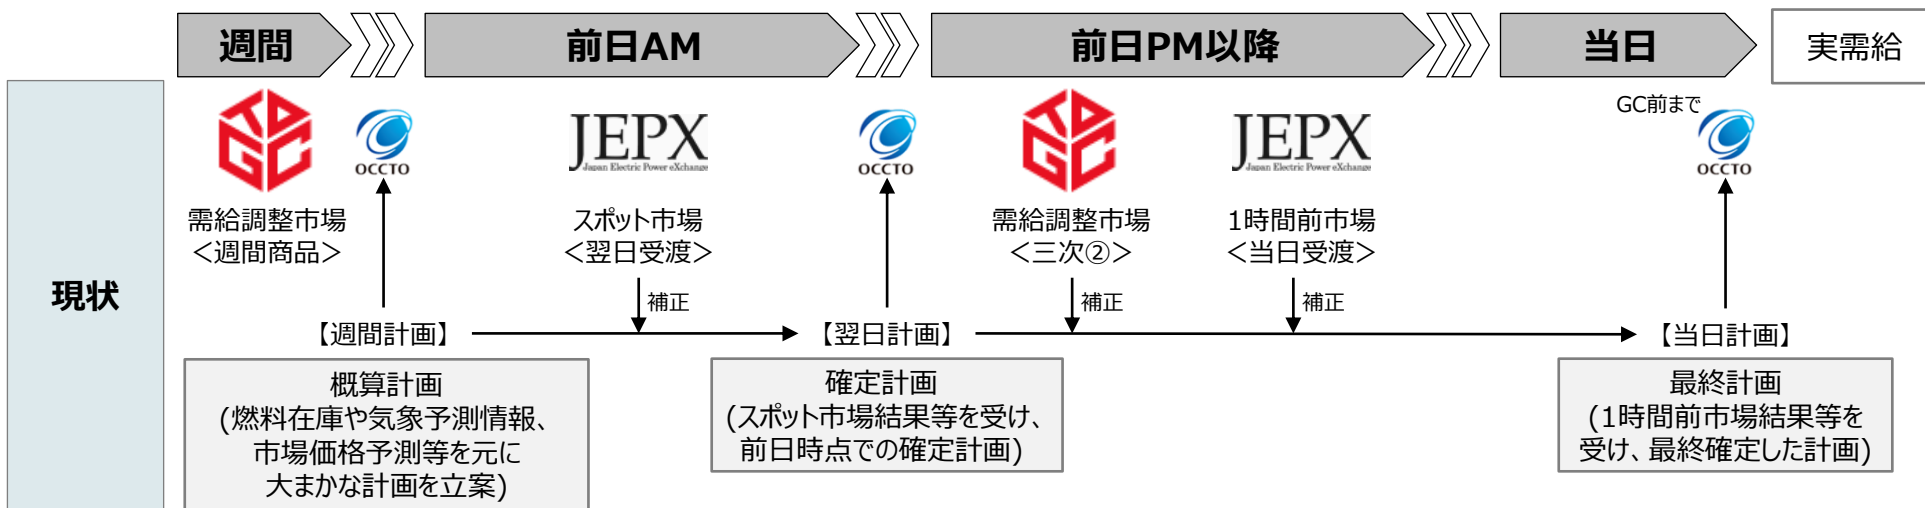 週間
前日AM
前日PM以降
当日
実需給
現状
TDGC
OCCTO
JEPX
Japan Electric Power eXchange
OCCTO
TDGC
JEPX
Japan Electric Power eXchange
GC前まで
OCCTO
需給調整市場
＜週間商品＞
スポット市場
＜翌日受渡＞
需給調整市場
＜三次②＞
1時間前市場
＜当日受渡＞
補正
補正
補正
【週間計画】
【翌日計画】
【当日計画】
概算計画
(燃料在庫や気象予測情報、
市場価格予測等を元に
大まかな計画を立案)
確定計画
(スポット市場結果等を受け、
前日時点での確定計画)
最終計画
(1時間前市場結果等を
受け、最終確定した計画)